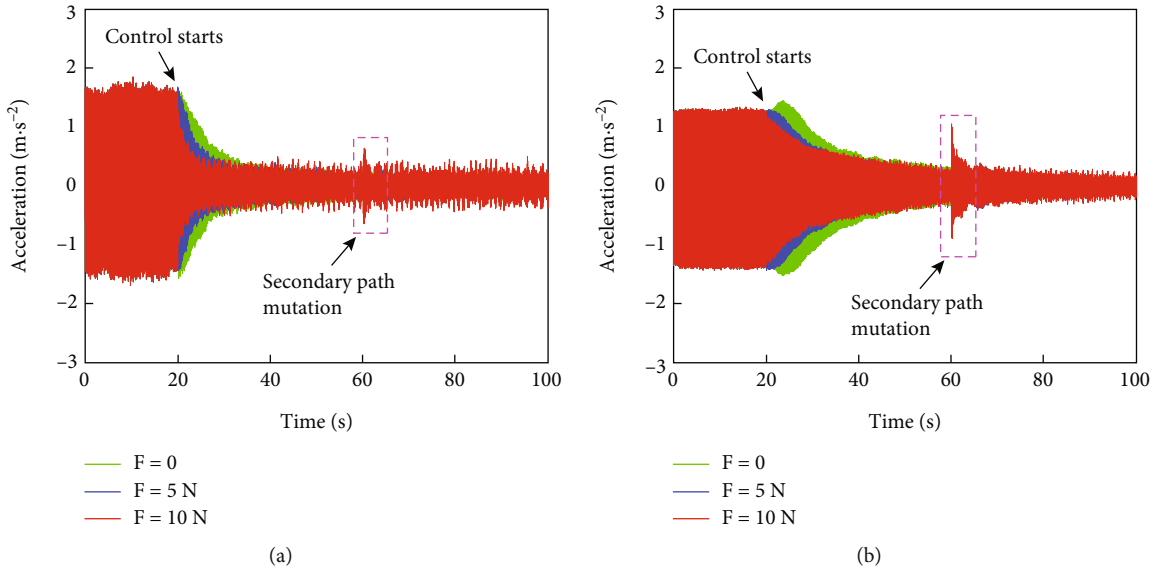 3
2
1
0
−1
−2
−3
Acceleration (m·s⁻²)
Control starts
Secondary path
mutation
0
20
40
60
80
100
Time (s)
F = 0
F = 5 N
F = 10 N
(a)
3
2
1
0
−1
−2
−3
Acceleration (m·s⁻²)
Control starts
Secondary path
mutation
0
20
40
60
80
100
Time (s)
F = 0
F = 5 N
F = 10 N
(b)